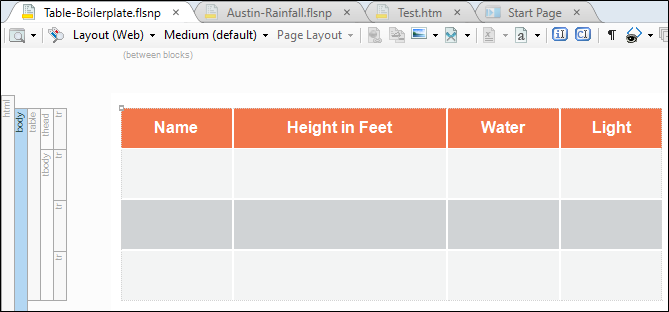 Table-Boilerplate.flsnp × Austin-Rainfall.flsnp × Test.htm × Start Page ×
Layout (Web) Medium (default) Page Layout ¶
(between blocks)
html body table thead tr
Name Height in Feet Water Light
tbody tr
tr
tr